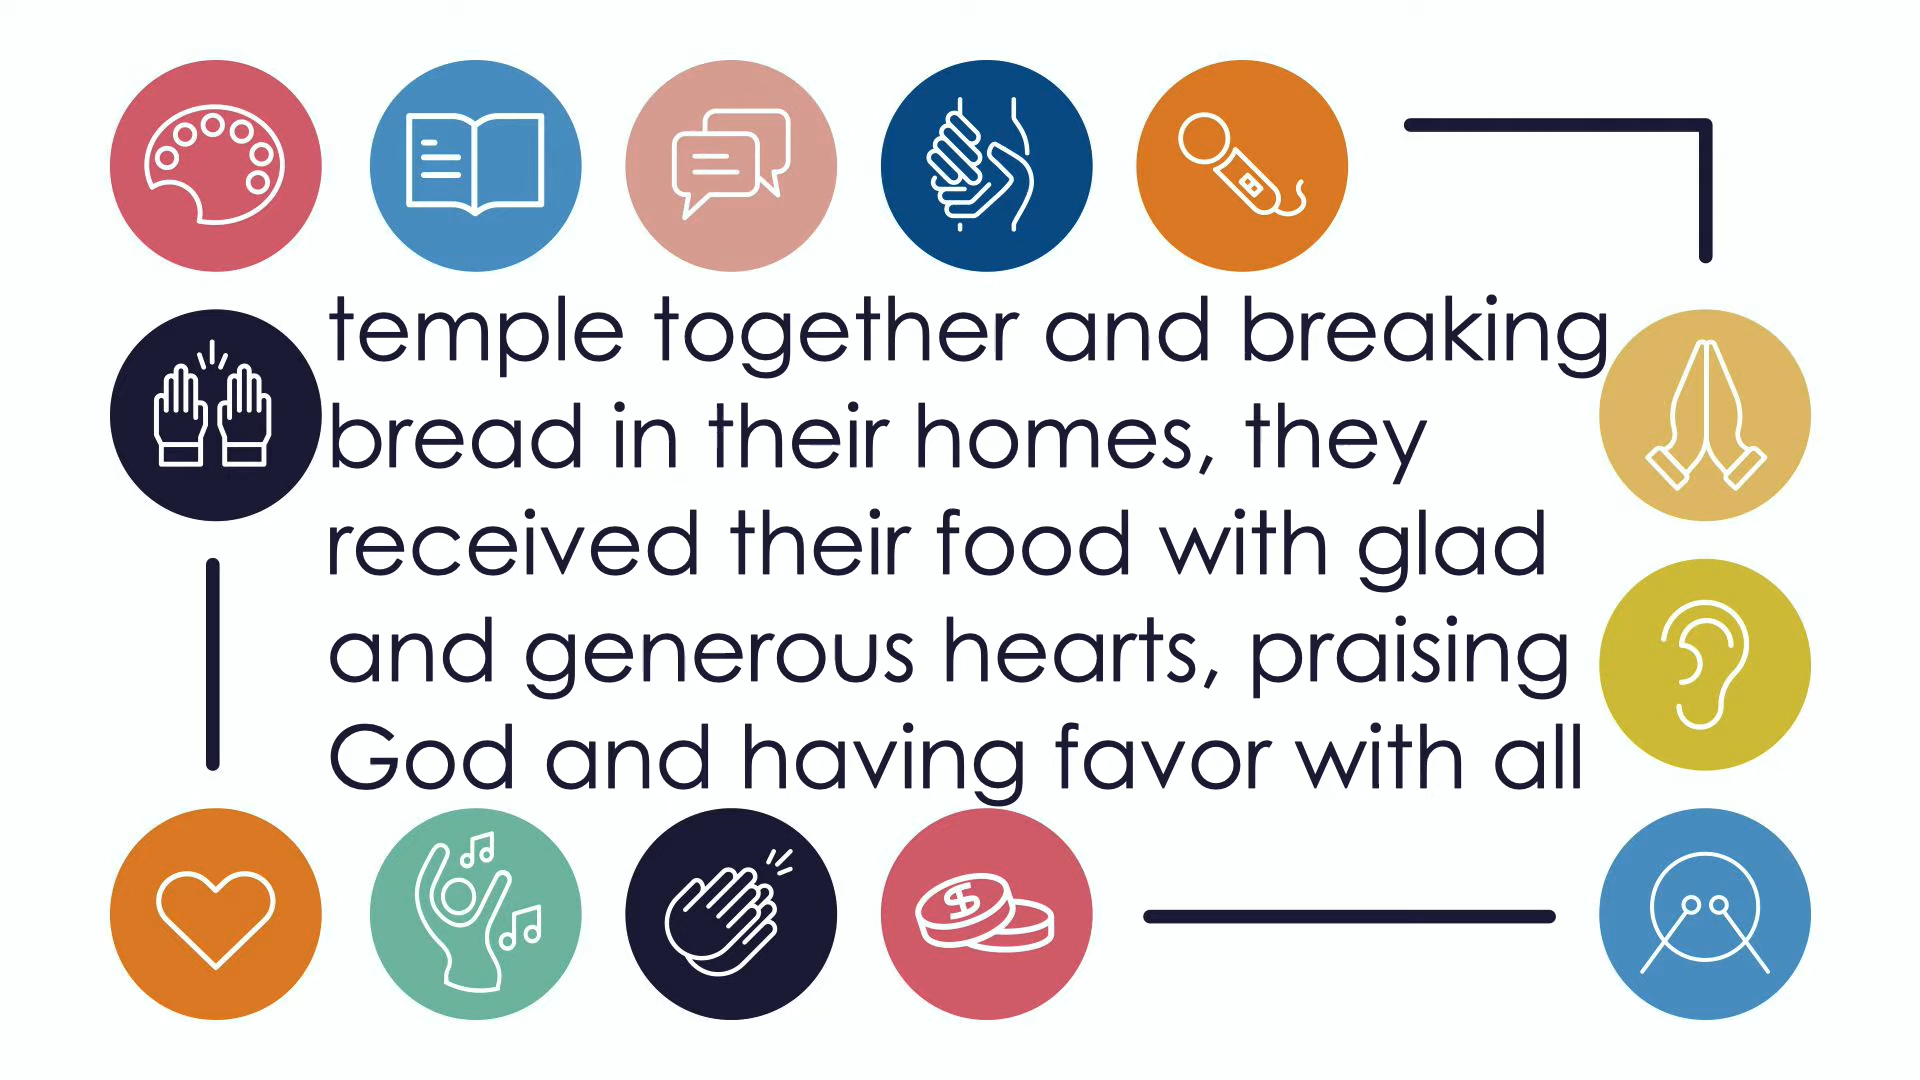 temple together and breaking
bread in their homes, they
received their food with glad
and generous hearts, praising
God and having favor with all